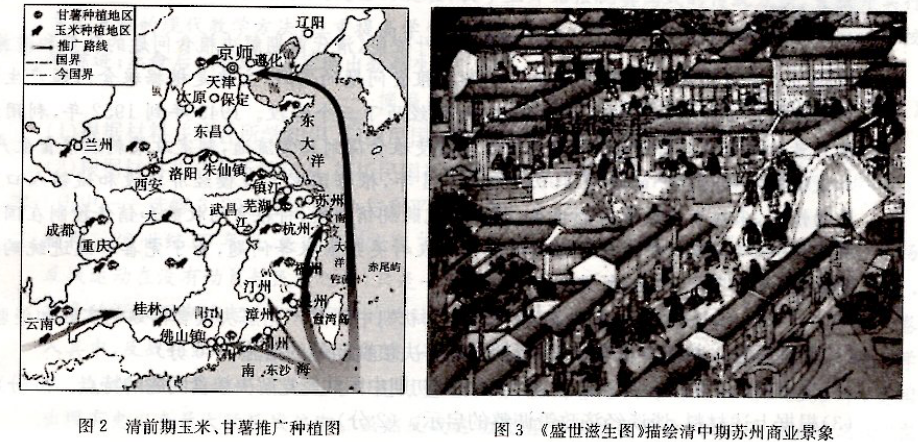 甘薯种植地区
玉米种植地区
推广路线
国界
今国界
辽阳
京师
遵化
天津
太原
保定
东昌
东
大
洋
兰州
西安
洛阳
朱仙镇
镇江
苏州
芜湖
武昌
杭州
大
江
成都
重庆
大
洋
赤尾屿
福州
汀州
漳州
台湾岛
桂林
云南
佛山镇
南
东沙
海
图2 清前期玉米、甘薯推广种植图
图3 《盛世滋生图》描绘清中期苏州商业景象